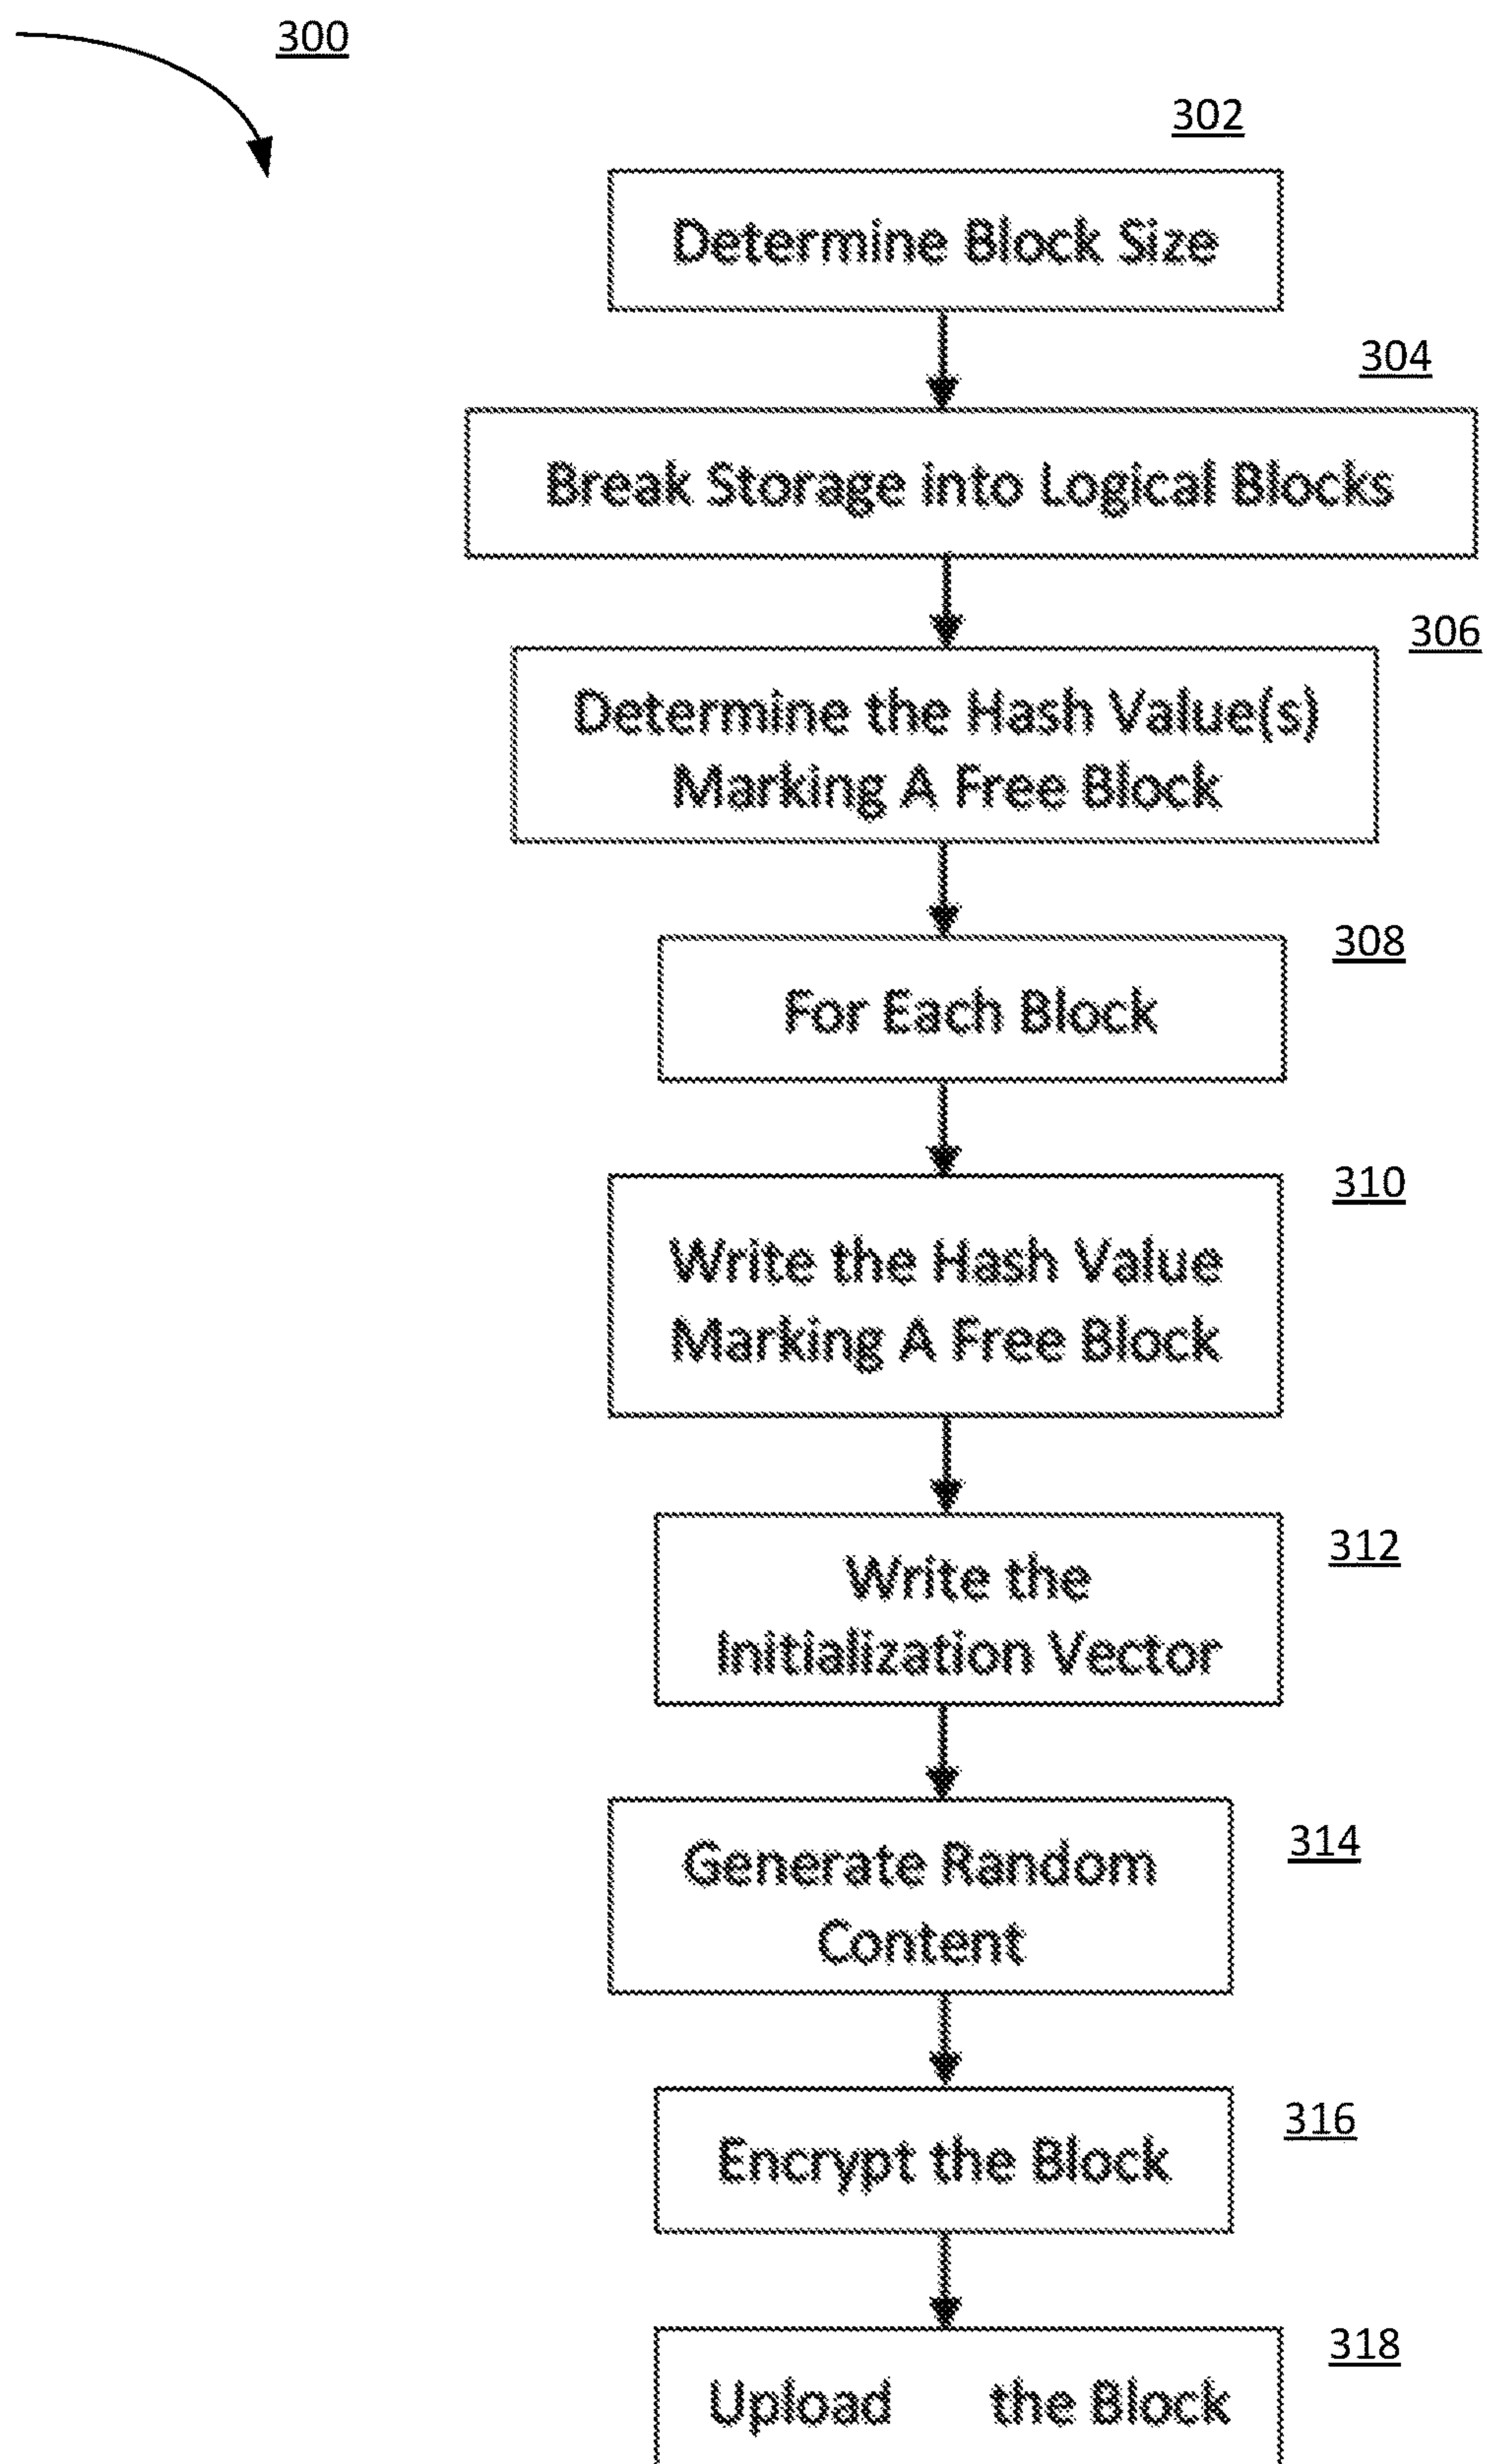 300
302
Determine Block Size
304
Break Storage into Logical Blocks
306
Determine the Hash Value(s)
Marking A Free Block
308
For Each Block
310
Write the Hash Value
Marking A Free Block
312
Write the
Initialization Vector
314
Generate Random
Content
316
Encrypt the Block
318
Upload the Block